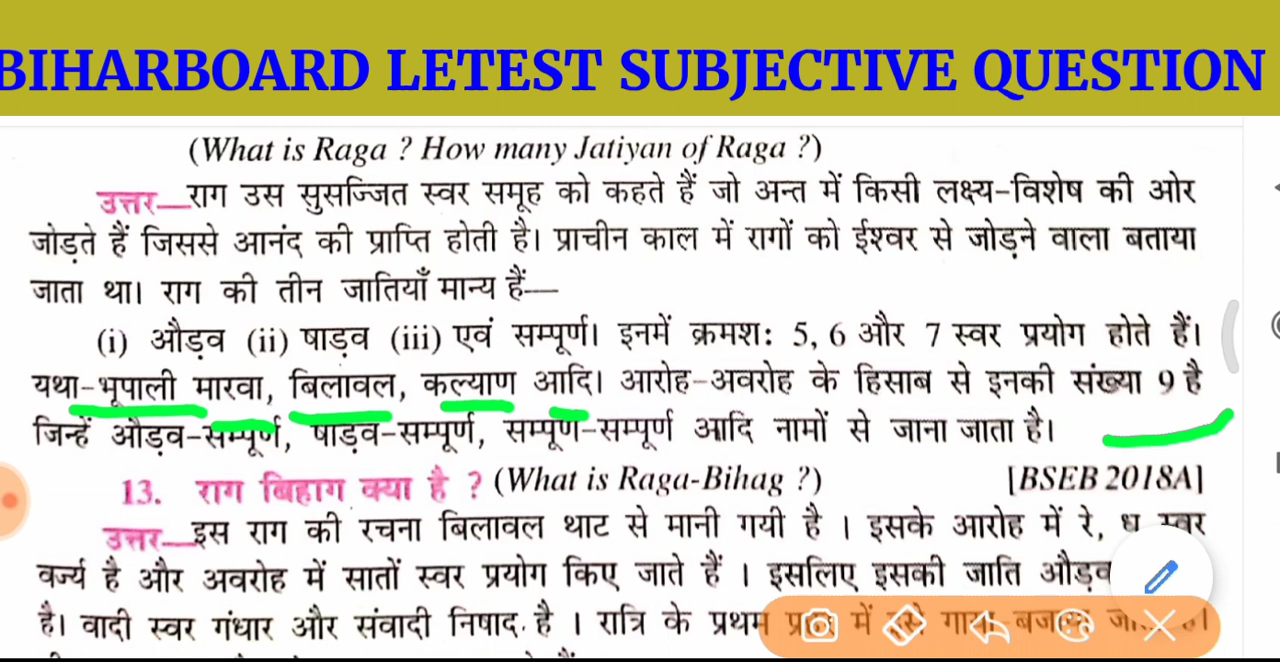 BIHARBOARD LETEST SUBJECTIVE QUESTION
(What is Raga ? How many Jatiyan of Raga ?)
उत्तर—राग उस सुसज्जित स्वर समूह को कहते हैं जो अन्त में किसी लक्ष्य-विशेष की ओर
जोड़ते हैं जिससे आनंद की प्राप्ति होती है। प्राचीन काल में रागों को ईश्वर से जोड़ने वाला बताया
जाता था। राग की तीन जातियाँ मान्य हैं—
(i) औड़व (ii) षाड़व (iii) एवं सम्पूर्ण। इनमें क्रमश: 5, 6 और 7 स्वर प्रयोग होते हैं।
यथा-भूपाली मारवा, बिलावल, कल्याण आदि। आरोह-अवरोह के हिसाब से इनकी संख्या 9 है
जिन्हें औड़व-सम्पूर्ण, षाड़व-सम्पूर्ण, सम्पूर्ण-सम्पूर्ण आदि नामों से जाना जाता है।
13. राग बिहाग क्या है ? (What is Raga-Bihag ?) [BSEB 2018A]
उत्तर—इस राग की रचना बिलावल थाट से मानी गयी है । इसके आरोह में रे, ध स्वर
वर्ज्य है और अवरोह में सातों स्वर प्रयोग किए जाते हैं । इसलिए इसकी जाति औड़व
है। वादी स्वर गंधार और संवादी निषाद है । रात्रि के प्रथम प्रहर में इसे गाया-बजाया